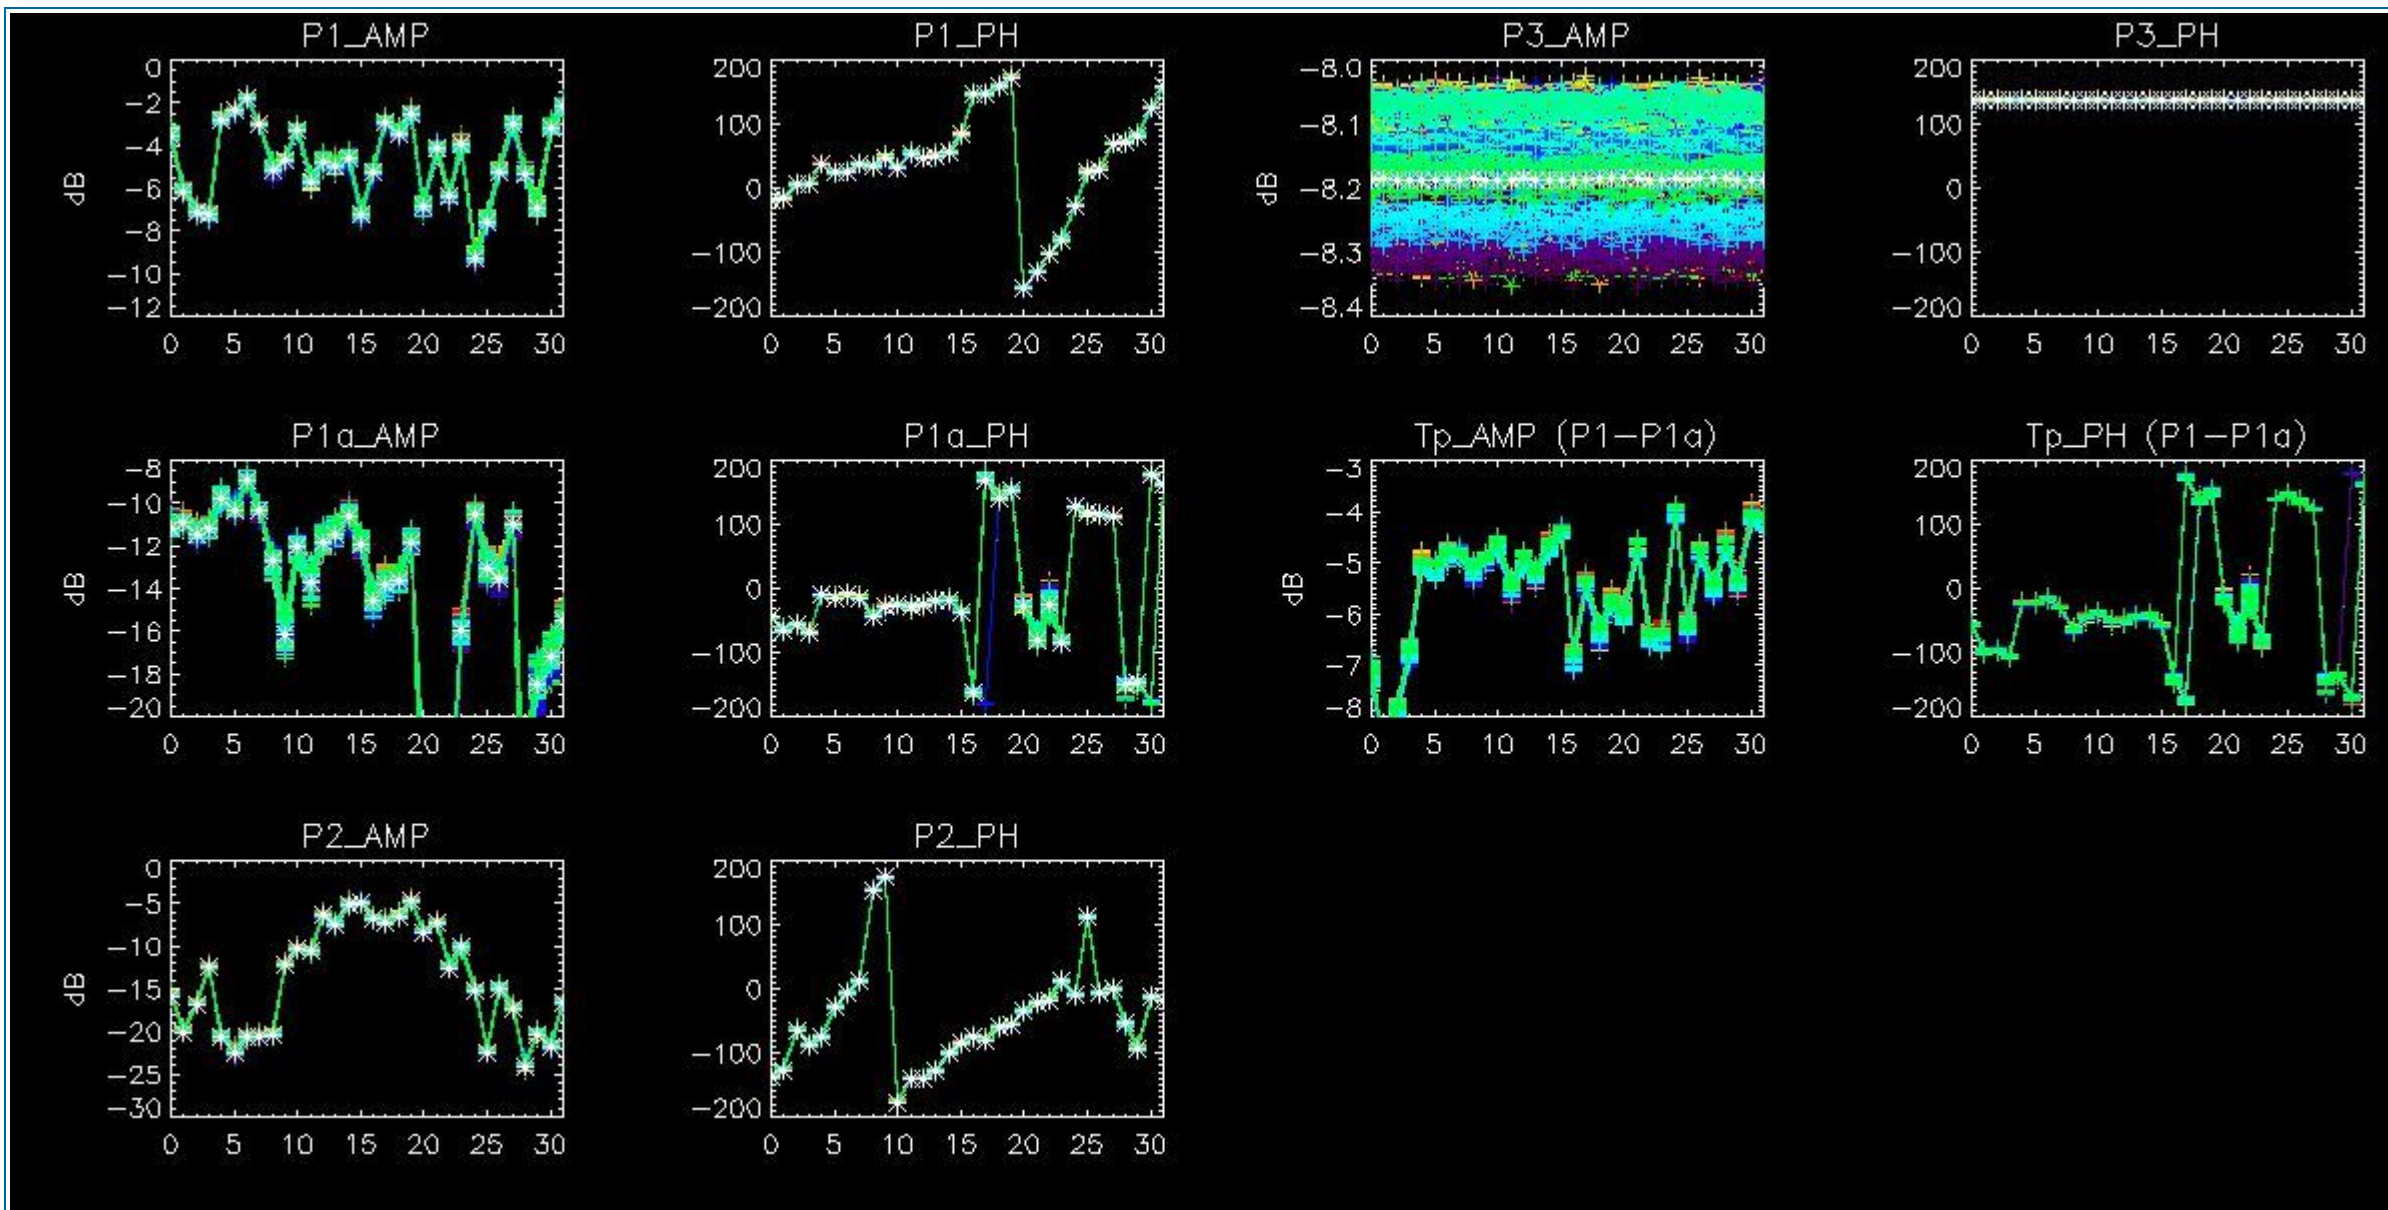 P1_AMP P1_PH P3_AMP P3_PH
0 200 −8.0 200
−2
−4 100 −8.1 100
dB −6 0 dB −8.2 0
−8
−10 −100 −8.3 −100
−12 −200 −8.4 −200
0 5 10 15 20 25 30 0 5 10 15 20 25 30 0 5 10 15 20 25 30 0 5 10 15 20 25 30
P1a_AMP P1a_PH Tp_AMP (P1−P1a) Tp_PH (P1−P1a)
−8 200 −3 200
−10 100 −4 100
−12 −5
dB −14 0 dB 0
−16 −100 −6 −100
−18 −7
−20 −200 −8 −200
0 5 10 15 20 25 30 0 5 10 15 20 25 30 0 5 10 15 20 25 30 0 5 10 15 20 25 30
P2_AMP P2_PH
0 200
−5 100
−10
dB −15 0
−20 −100
−25
−30 −200
0 5 10 15 20 25 30 0 5 10 15 20 25 30